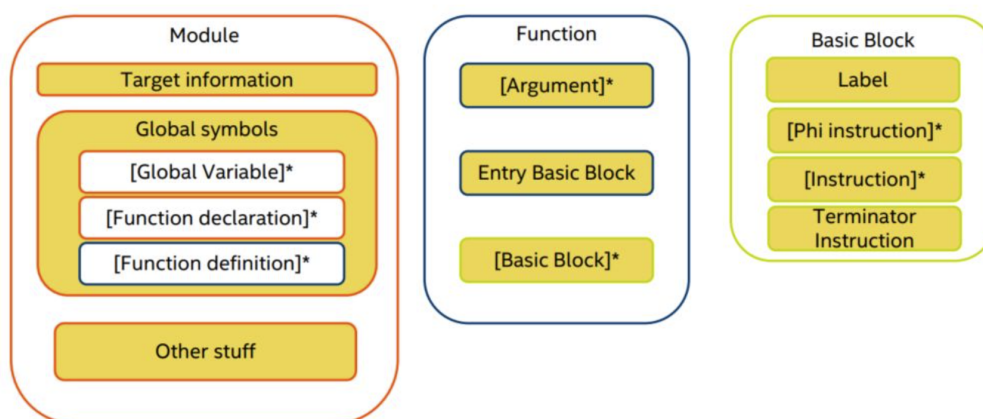 Module
Target information
Global symbols
[Global Variable]*
[Function declaration]*
[Function definition]*
Other stuff
Function
[Argument]*
Entry Basic Block
[Basic Block]*
Basic Block
Label
[Phi instruction]*
[Instruction]*
Terminator
Instruction